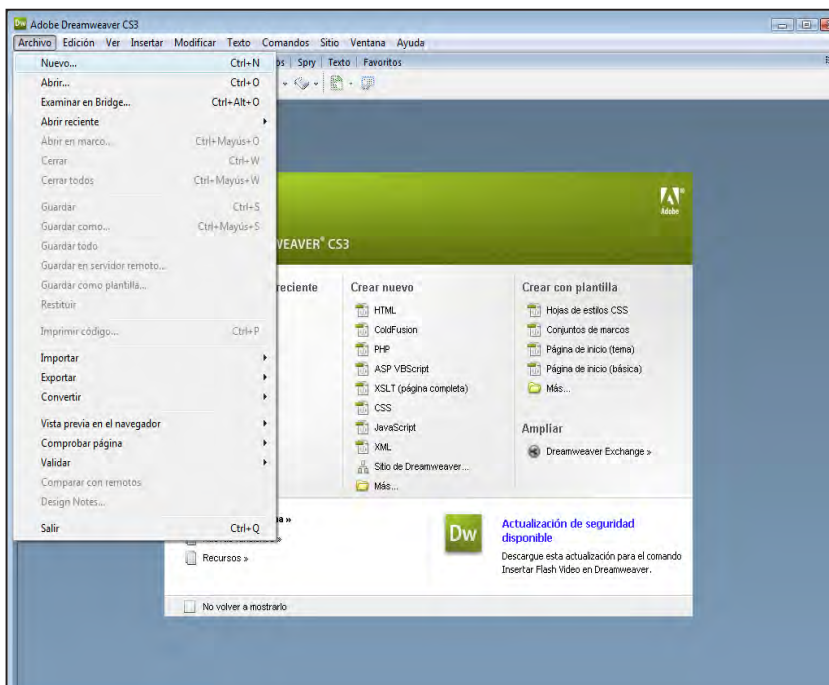 Adobe Dreamweaver CS3
Archivo Edición Ver Insertar Modificar Texto Comandos Sitio Ventana Ayuda
Spry Texto Favoritos
Nuevo... Ctrl+N
Abrir... Ctrl+O
Examinar en Bridge... Ctrl+Alt+O
Abrir reciente
Abrir en marco... Ctrl+Mayús+O
Cerrar Ctrl+W
Cerrar todos Ctrl+Mayús+W
Guardar Ctrl+S
Guardar como... Ctrl+Mayús+S
Guardar todo
Guardar en servidor remoto...
Guardar como plantilla...
Restituir
Imprimir código... Ctrl+P
Importar
Exportar
Convertir
Vista previa en el navegador
Comprobar página
Validar
Comparar con remotos
Design Notes...
Salir Ctrl+Q
Adobe
WEAVER® CS3
reciente
Crear nuevo
HTML
ColdFusion
PHP
ASP VBScript
XSLT (página completa)
CSS
JavaScript
XML
Sitio de Dreamweaver...
Más...
Crear con plantilla
Hojas de estilos CSS
Conjuntos de marcos
Página de inicio (tema)
Página de inicio (básica)
Más...
Ampliar
Dreamweaver Exchange »
Recursos »
Dw
Actualización de seguridad
disponible
Descargue esta actualización para el comando
Insertar Flash Video en Dreamweaver.
No volver a mostrarlo